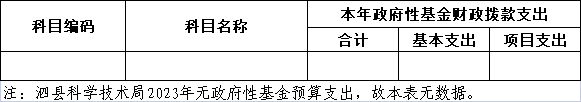 科目编码 科目名称 本年政府性基金财政拨款支出
合计 基本支出 项目支出
注：泗县科学技术局2023年无政府性基金预算支出，故本表无数据。